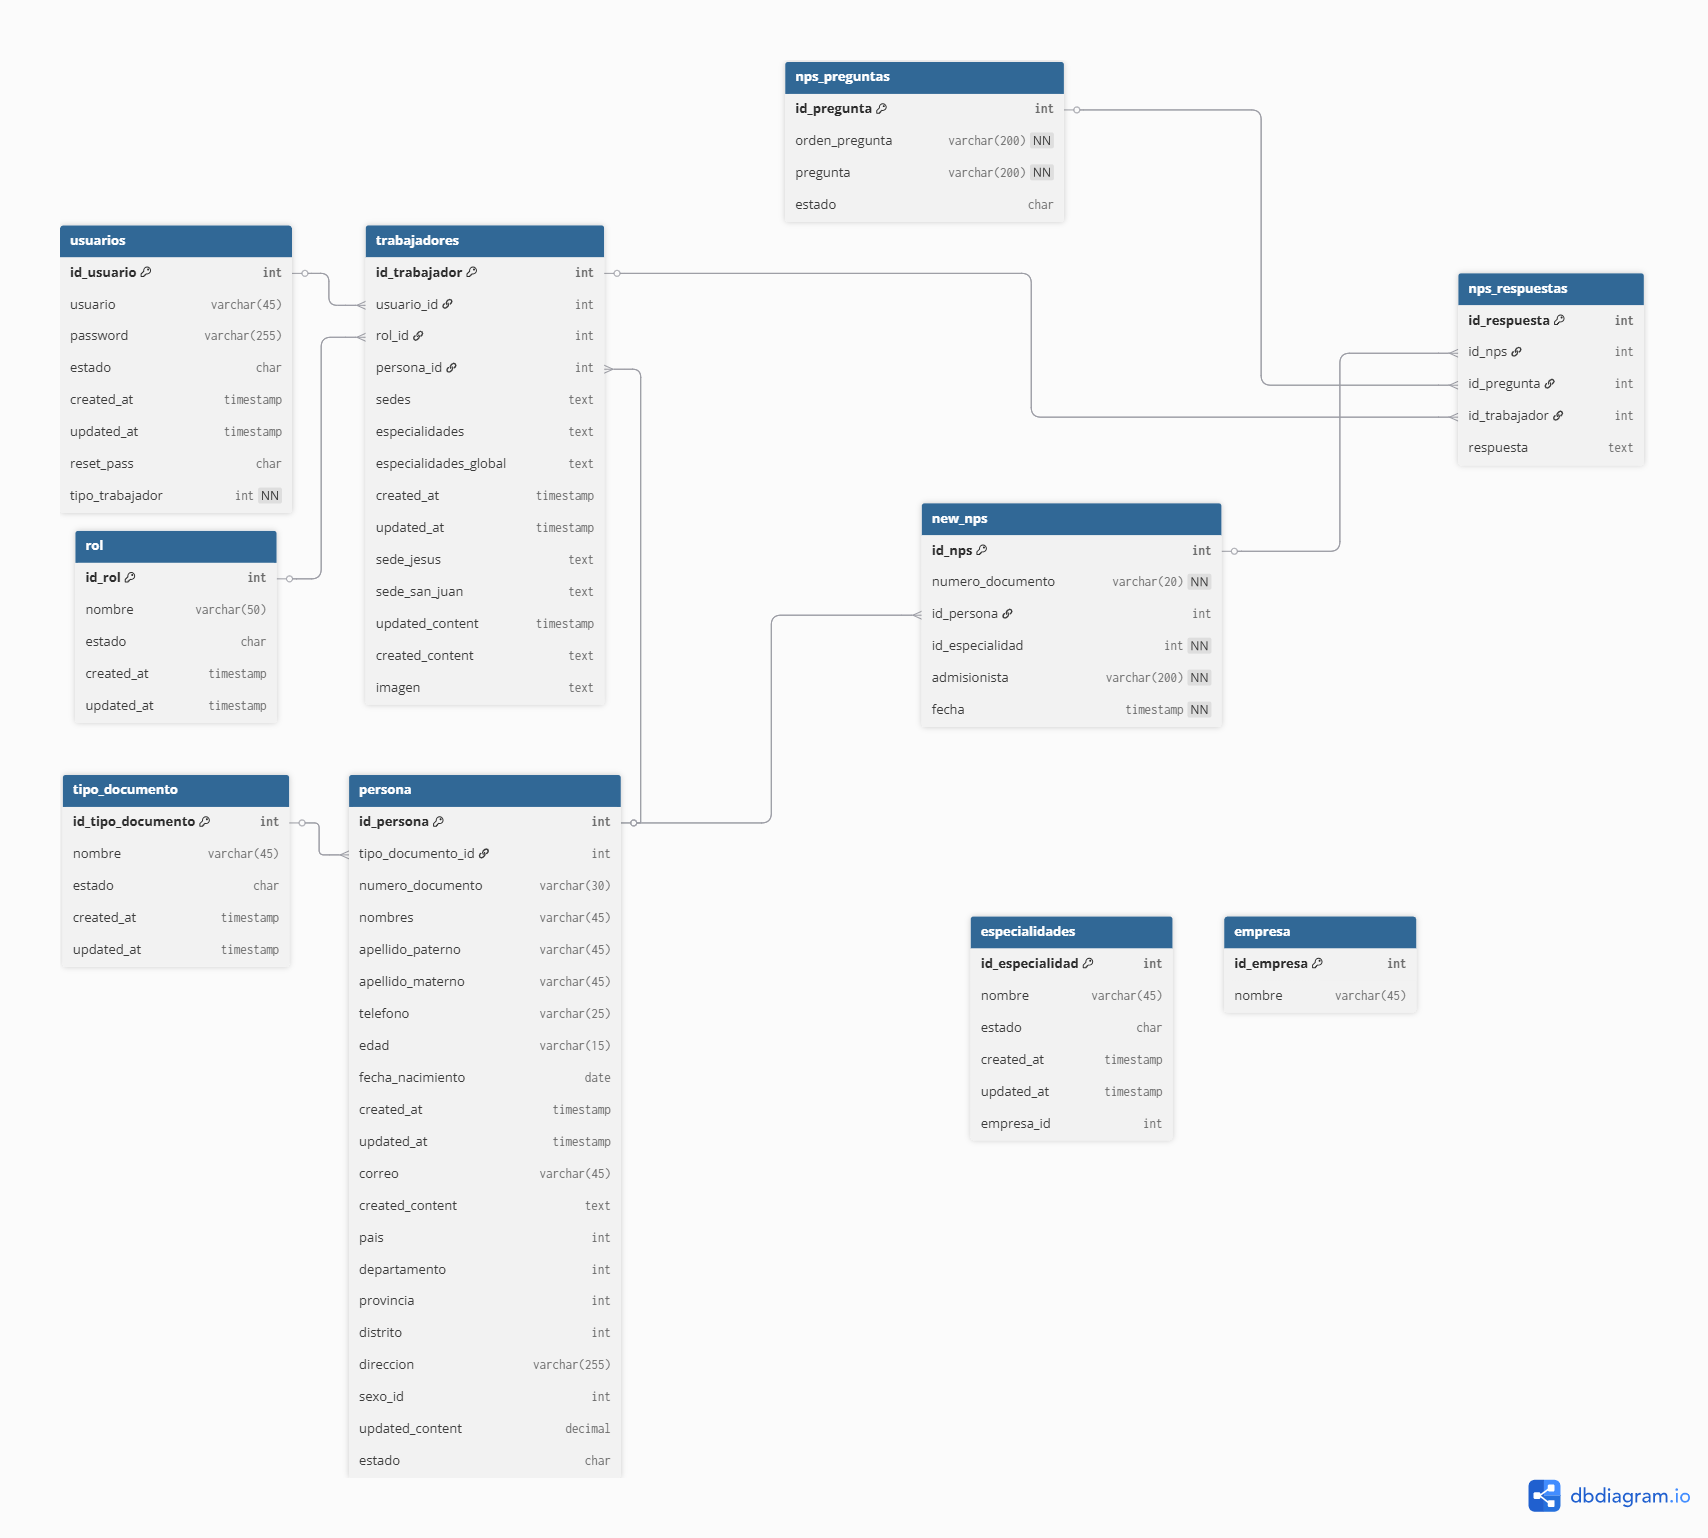 nps_preguntas
id_pregunta int
orden_pregunta varchar(200) NN
pregunta varchar(200) NN
estado char
usuarios
id_usuario int
usuario varchar(45)
password varchar(255)
estado char
created_at timestamp
updated_at timestamp
reset_pass char
tipo_trabajador int NN
trabajadores
id_trabajador int
usuario_id int
rol_id int
persona_id int
sedes text
especialidades text
especialidades_global text
created_at timestamp
updated_at timestamp
sede_jesus text
sede_san_juan text
updated_content timestamp
created_content text
imagen text
nps_respuestas
id_respuesta int
id_nps int
id_pregunta int
id_trabajador int
respuesta text
rol
id_rol int
nombre varchar(50)
estado char
created_at timestamp
updated_at timestamp
new_nps
id_nps int
numero_documento varchar(20) NN
id_persona int
id_especialidad int NN
admisionista varchar(200) NN
fecha timestamp NN
tipo_documento
id_tipo_documento int
nombre varchar(45)
estado char
created_at timestamp
updated_at timestamp
persona
id_persona int
tipo_documento_id int
numero_documento varchar(30)
nombres varchar(45)
apellido_paterno varchar(45)
apellido_materno varchar(45)
telefono varchar(25)
edad varchar(15)
fecha_nacimiento date
created_at timestamp
updated_at timestamp
correo varchar(45)
created_content text
pais int
departamento int
provincia int
distrito int
direccion varchar(255)
sexo_id int
updated_content decimal
estado char
especialidades
id_especialidad int
nombre varchar(45)
estado char
created_at timestamp
updated_at timestamp
empresa_id int
empresa
id_empresa int
nombre varchar(45)
dbdiagram.io